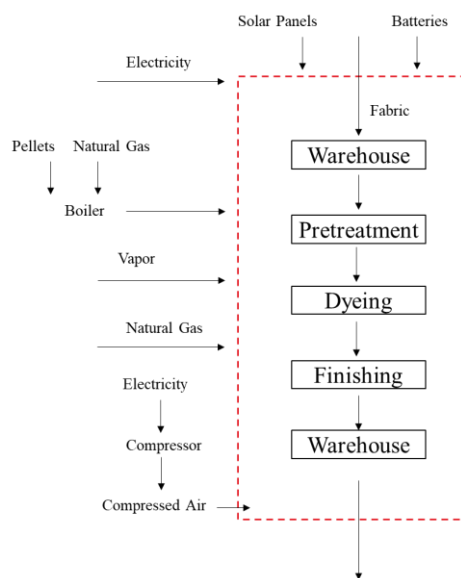 Solar Panels Batteries
Electricity
Fabric
Pellets Natural Gas
Warehouse
Boiler
Pretreatment
Vapor
Dyeing
Natural Gas
Finishing
Electricity
Compressor
Warehouse
Compressed Air